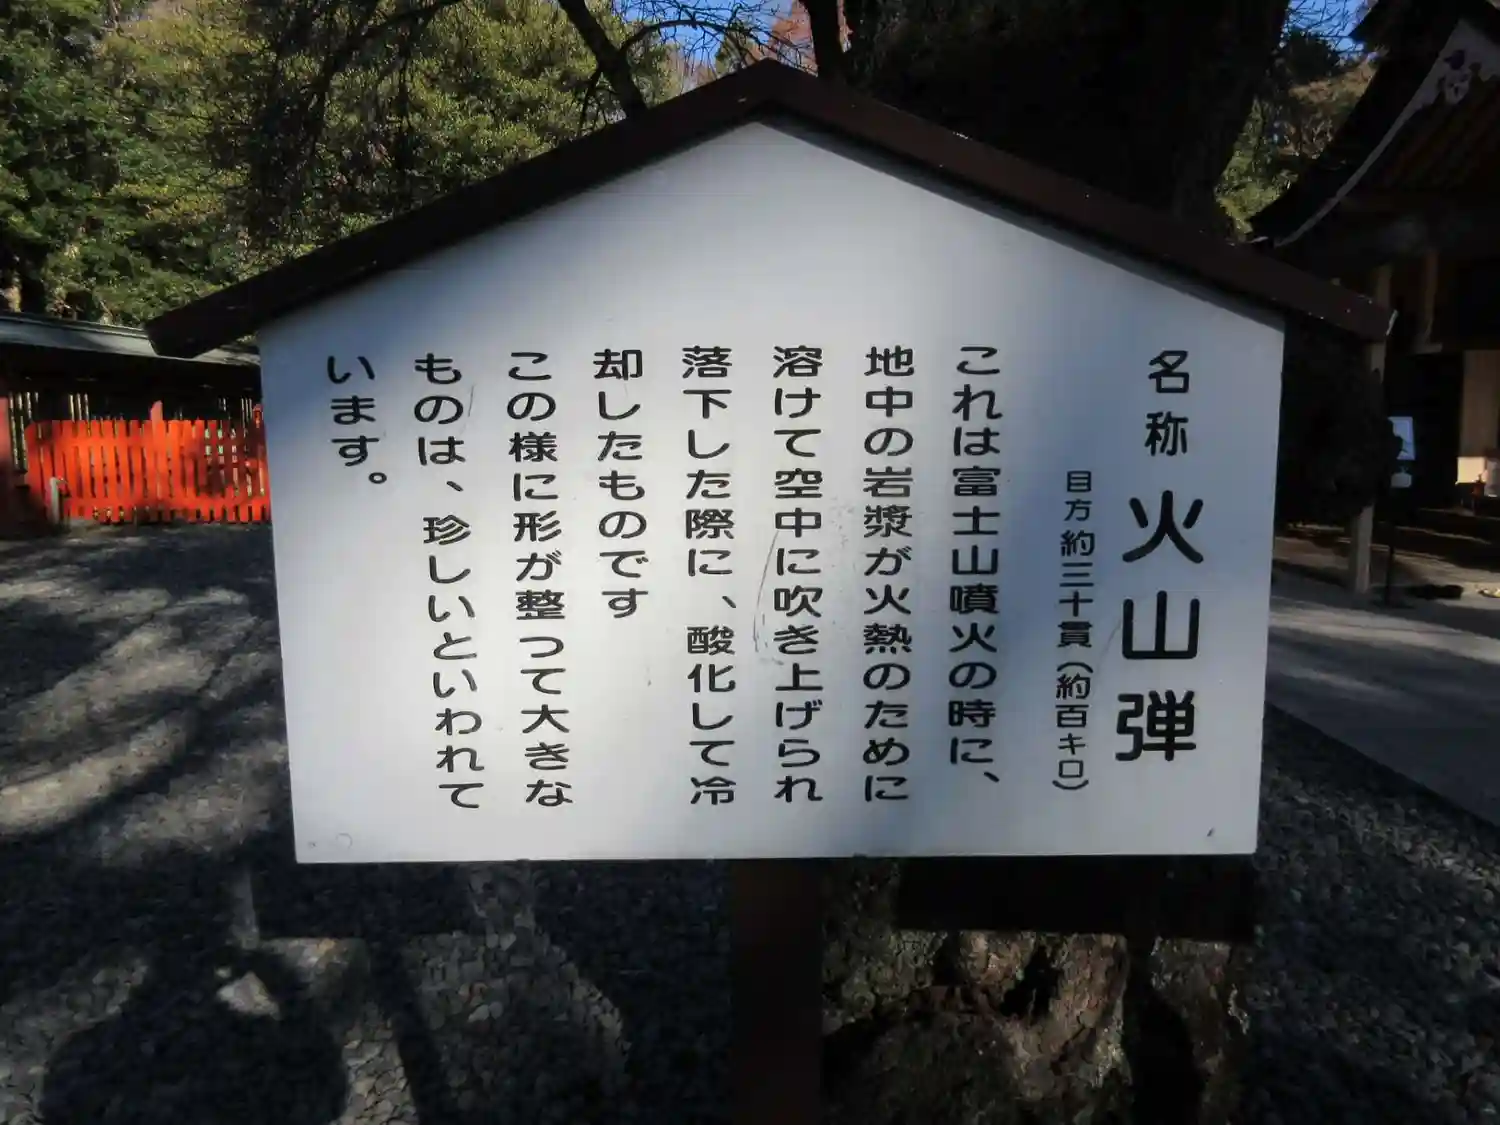 名称 火山弾
目方約三十貫(約百キロ)
これは富士山噴火の時に、
地中の岩漿が火熱のために
溶けて空中に吹き上げられ
落下した際に、酸化して冷
却したものです
この様に形が整つて大きな
ものは、珍しいといわれて
います。